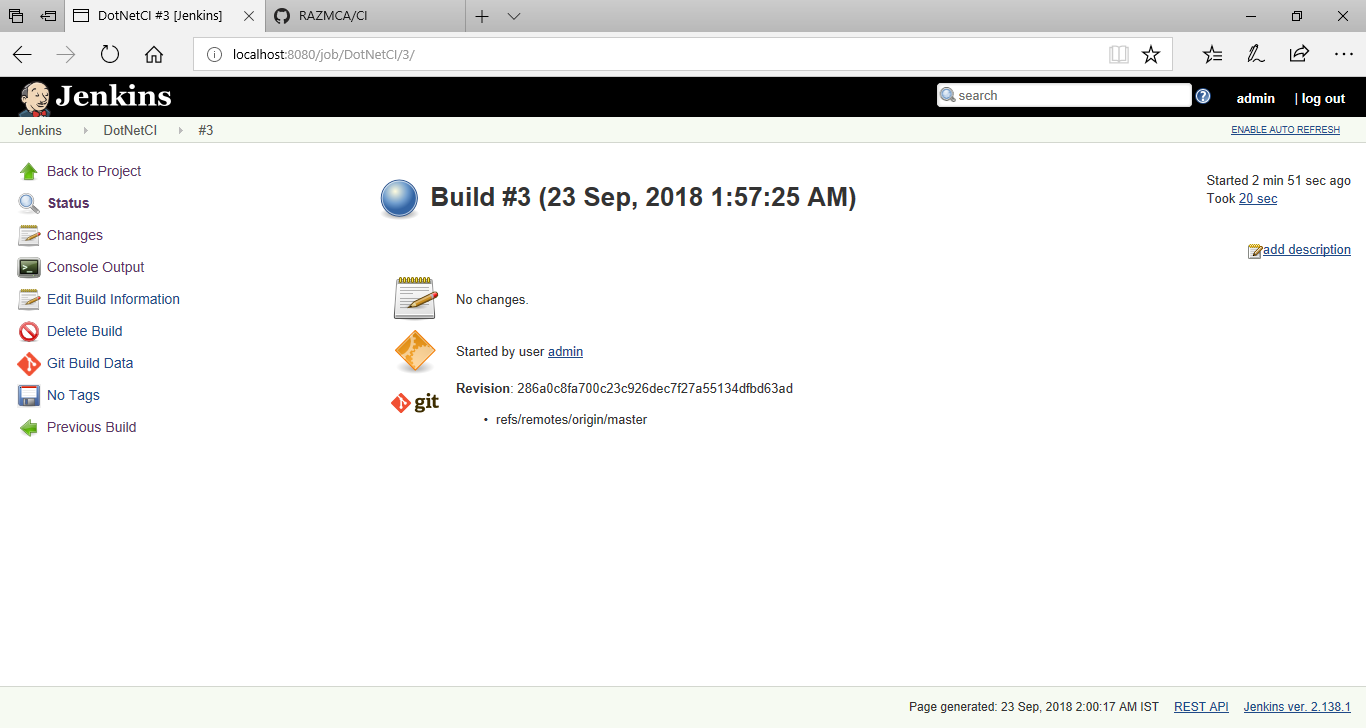 DotNetCI #3 [Jenkins]
RAZMCA/CI
localhost:8080/job/DotNetCI/3/
Jenkins
search
admin
| log out
Jenkins
DotNetCI
#3
ENABLE AUTO REFRESH
Back to Project
Status
Changes
Console Output
Edit Build Information
Delete Build
Git Build Data
No Tags
Previous Build
Build #3 (23 Sep, 2018 1:57:25 AM)
Started 2 min 51 sec ago
Took 20 sec
add description
No changes.
Started by user admin
git
Revision: 286a0c8fa700c23c926dec7f27a55134dfbd63ad
• refs/remotes/origin/master
Page generated: 23 Sep, 2018 2:00:17 AM IST
REST API
Jenkins ver. 2.138.1